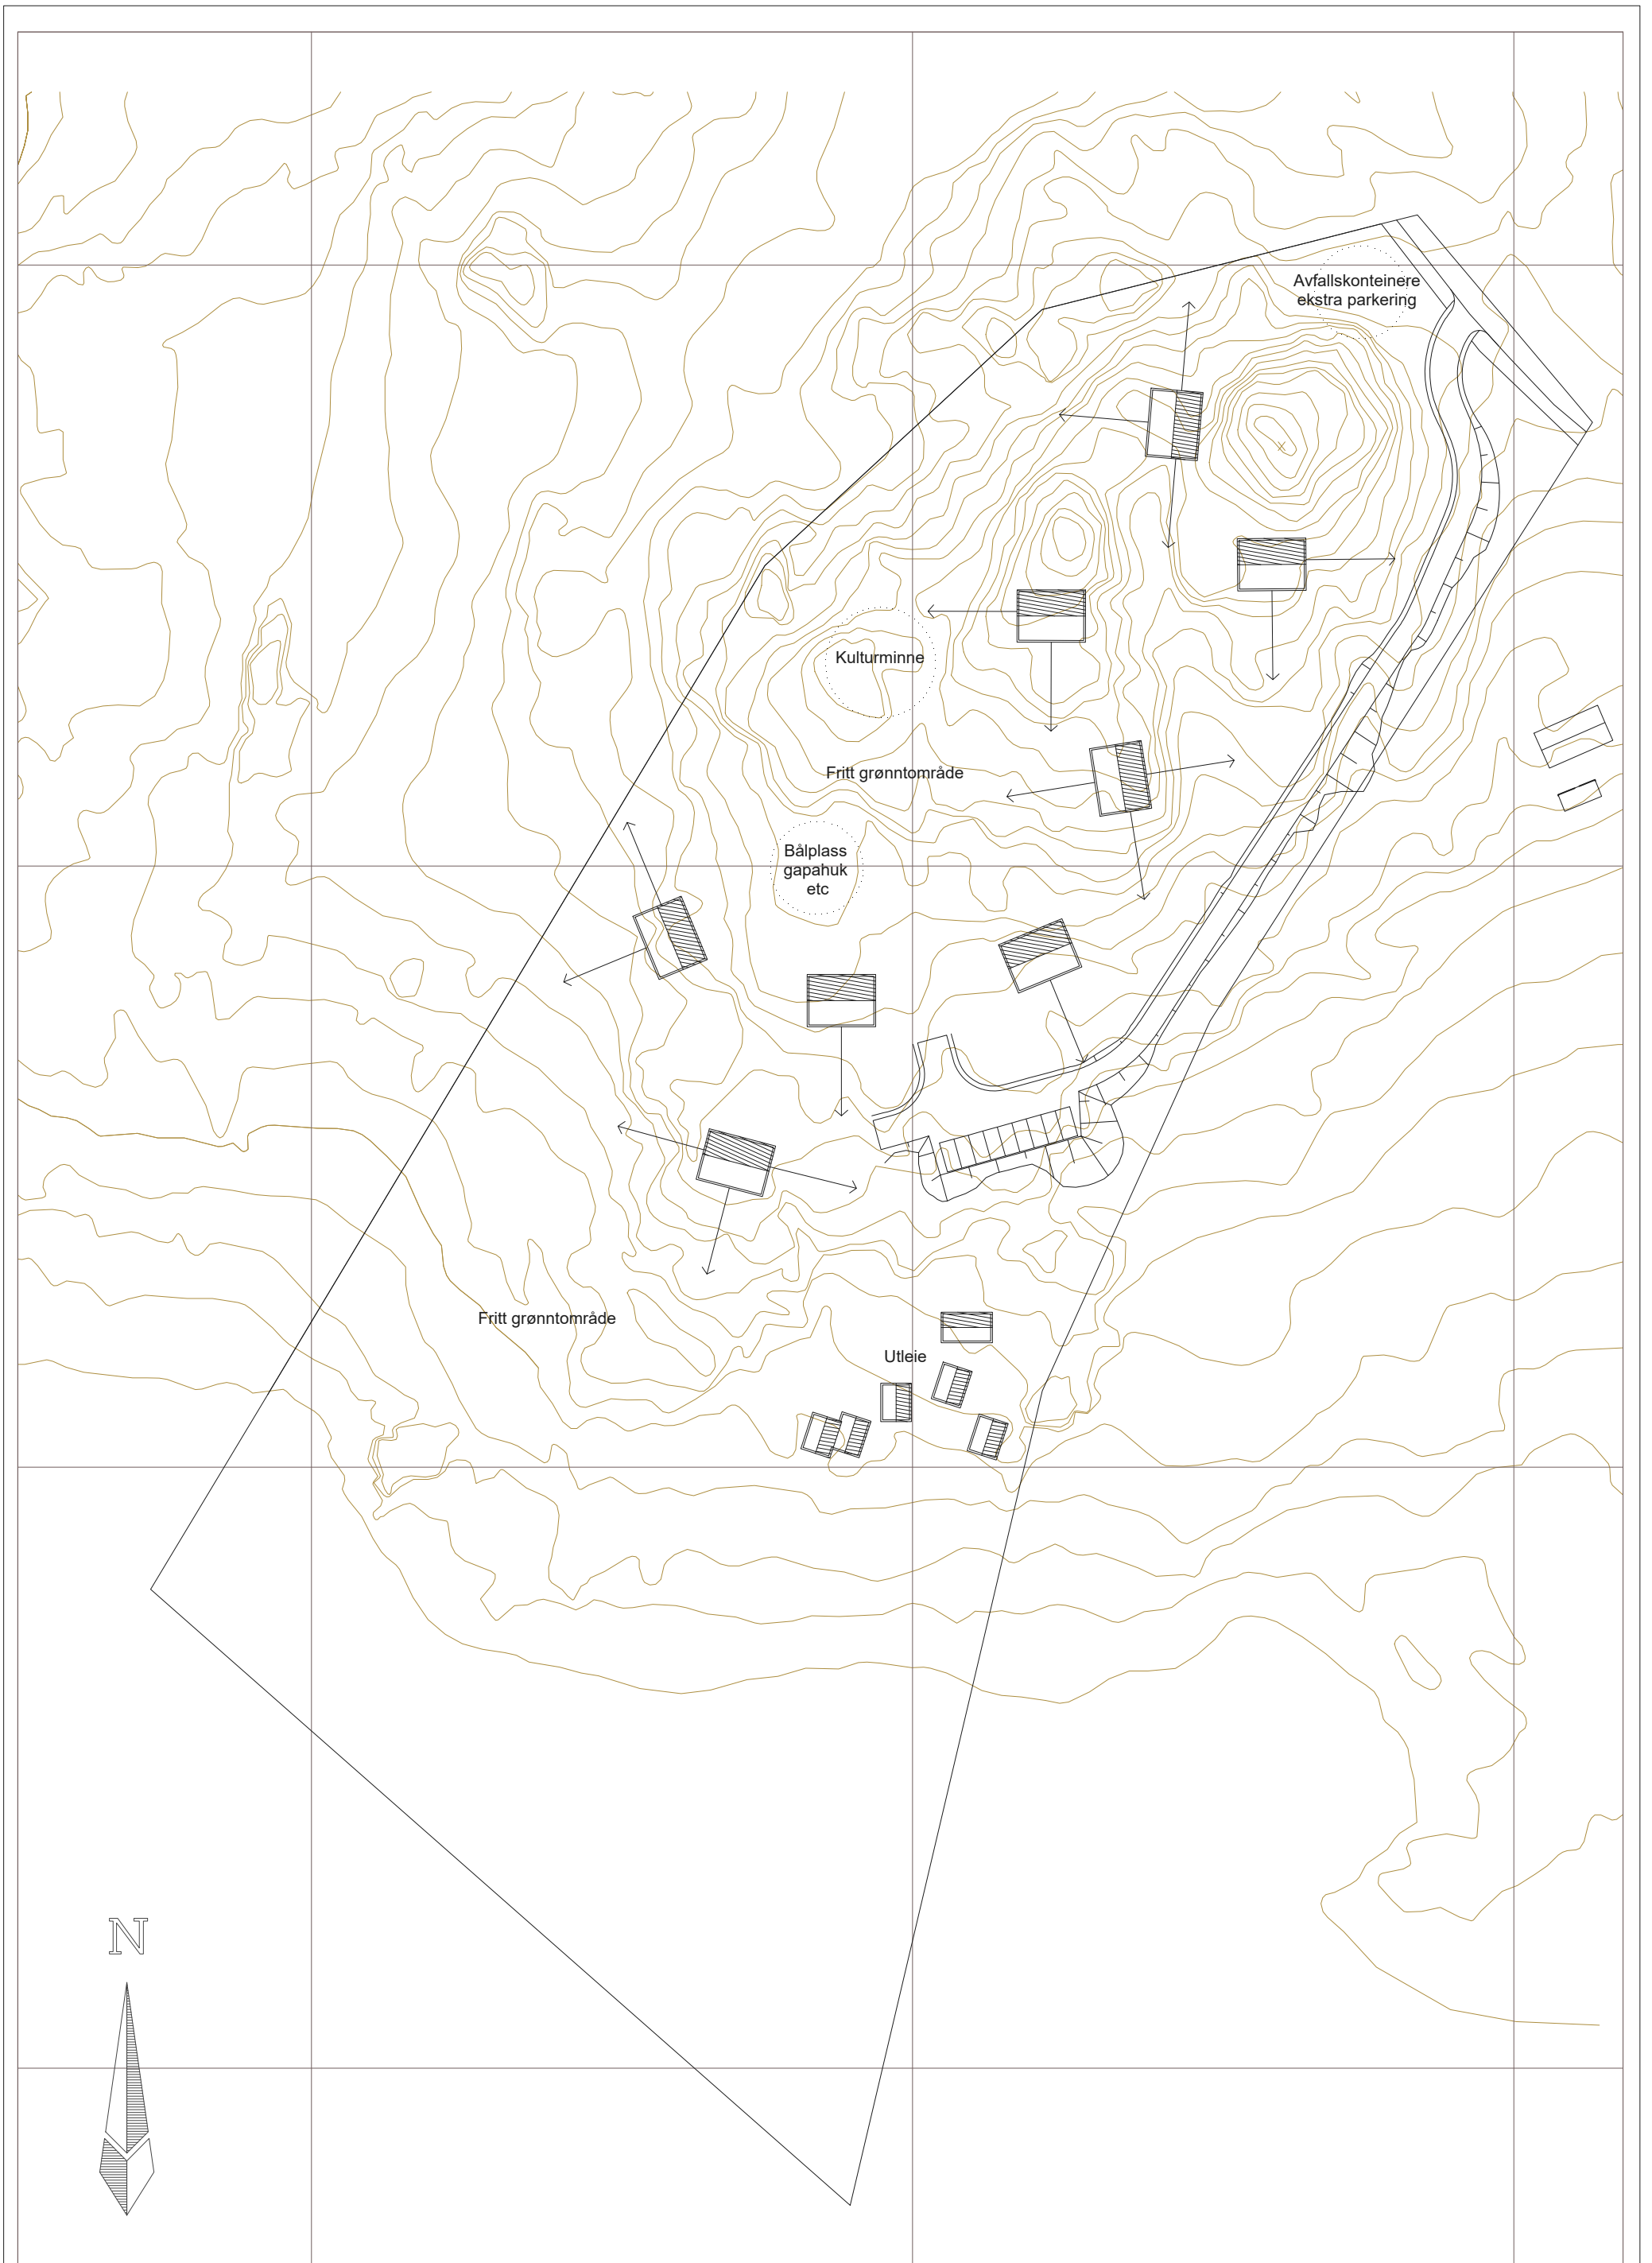 Avfallskonteinere
ekstra parkering
Kulturminne
Fritt grønntområde
Bålplass
gapahuk
etc
Fritt grønntområde
Utleie
N